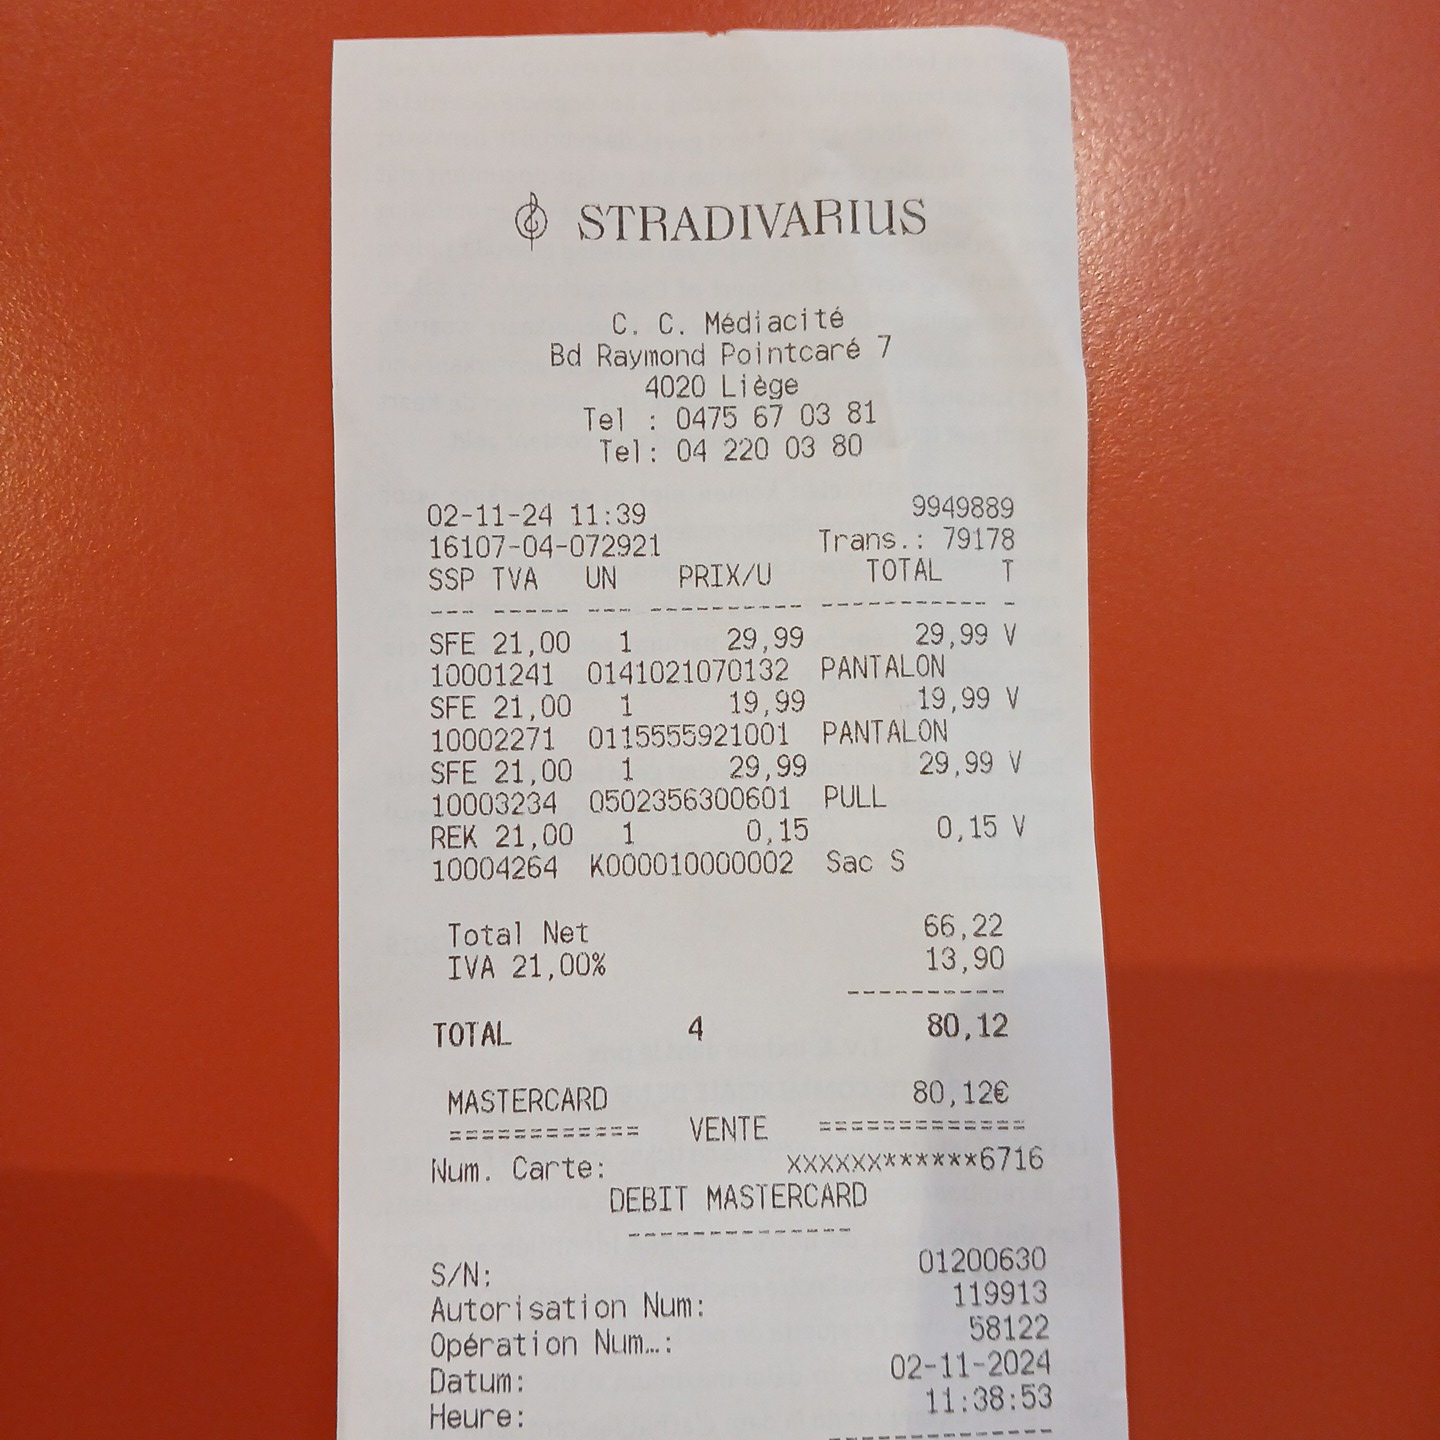 STRADIVARIUS
C. C. Médiacité
Bd Raymond Pointcaré 7
4020 Liège
Tel : 0475 67 03 81
Tel: 04 220 03 80
02-11-24 11:39 9949889
16107-04-072921 Trans.: 79178
SSP TVA UN PRIX/U TOTAL T
--- ----- --- ---------- ----------- -
SFE 21,00 1 29,99 29,99 V
10001241 0141021070132 PANTALON
SFE 21,00 1 19,99 19,99 V
10002271 0115555921001 PANTALON
SFE 21,00 1 29,99 29,99 V
10003234 0502356300601 PULL
REK 21,00 1 0,15 0,15 V
10004264 K000010000002 Sac S
Total Net 66,22
IVA 21,00% 13,90
----------
TOTAL 4 80,12
MASTERCARD 80,12€
============ VENTE =============
Num. Carte: XXXXXX******6716
DEBIT MASTERCARD
---------------
S/N: 01200630
Autorisation Num: 119913
Opération Num…: 58122
Datum: 02-11-2024
Heure: 11:38:53